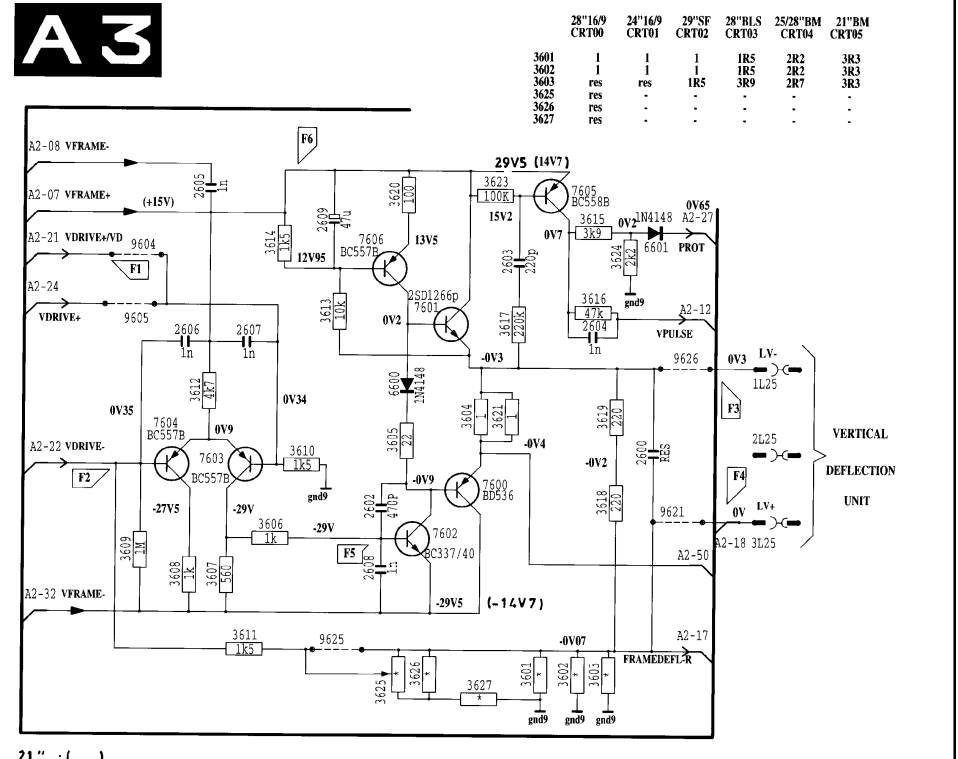 A3
28"16/9 24"16/9 29"SF 28"BLS 25/28"BM 21"BM
CRT00 CRT01 CRT02 CRT03 CRT04 CRT05
3601 1 1 1 1R5 2R2 3R3
3602 1 1 1 1R5 2R2 3R3
3603 res res 1R5 3R9 2R7 3R3
3625 res - - - - -
3626 res - - - - -
3627 res - - - - -
A2-08 VFRAME-
F6
2605 1n
A2-07 VFRAME+ (+15V)
A2-21 VDRIVE+/VD
9604
F1
A2-24
VDRIVE+
9605
3614 1k5
2609 47u
3620 100
12V95
7606
BC557B
13V5
3613 10k
29V5 (14V7)
3623
100K
15V2
7605
BC558B
2603 220p
0V7
3615
3k9
0V2
1N4148
6601
0V65
A2-27
PROT
3624 2k2
gnd9
2SD1266p
7601
0V2
3617 220k
3616
47k
2604
1n
A2-12
VPULSE
2606
1n
2607
1n
3612 4k7
0V35
0V34
6600 1N4148
-0V3
9626
0V3
LV-
1L25
F3
3604 1
3621 1
3619 220
3605 22
-0V4
7604
BC557B
0V9
7603
BC557B
3610
1k5
gnd9
A2-22 VDRIVE-
F2
-0V9
7600
BD536
-0V2
2600 RES
3618 220
2L25
F4
VERTICAL
DEFLECTION
UNIT
-27V5
-29V
2602 470P
3606
1k
-29V
7602
BC337/40
F5
2608 1n
9621
0V
LV+
A2-18 3L25
3609 1M
3608 1k
3607 560
A2-50
A2-32 VFRAME-
-29V5
(-14V7)
3611
1k5
9625
-0V07
A2-17
FRAMEDEFL-R
3625 *
3626 *
3627
*
3601 *
3602 *
3603 *
gnd9 gnd9 gnd9
21" : ( )